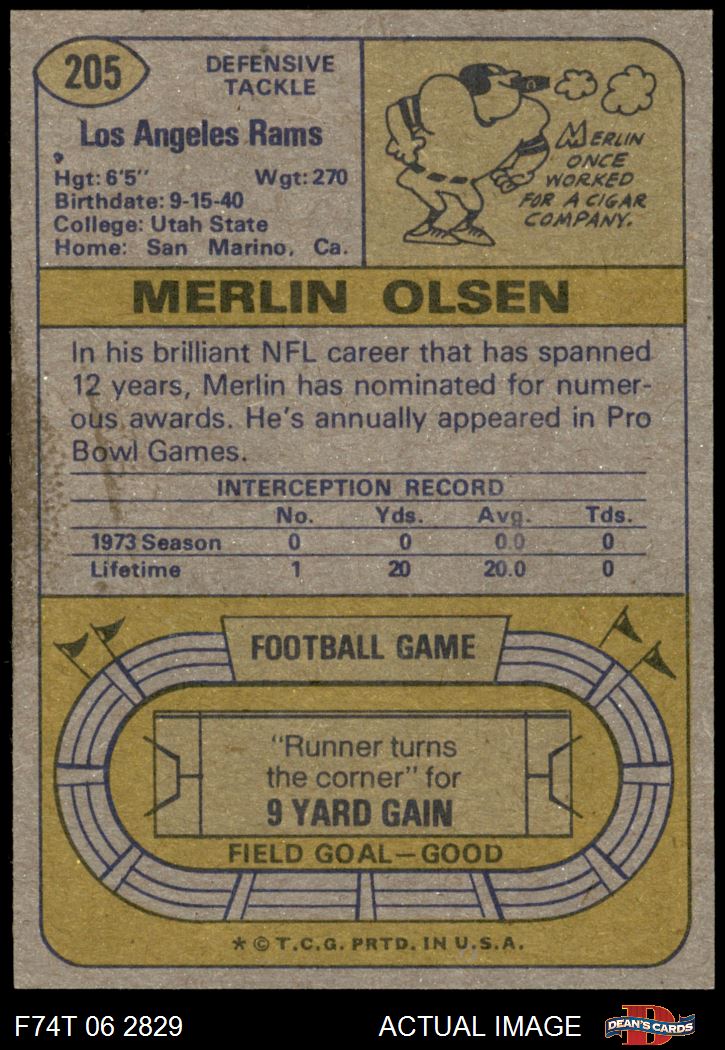 205
DEFENSIVE
TACKLE
Los Angeles Rams
Hgt: 6'5" Wgt: 270
Birthdate: 9-15-40
College: Utah State
Home: San Marino, Ca.
MERLIN
ONCE
WORKED
FOR A CIGAR
COMPANY.
MERLIN OLSEN
In his brilliant NFL career that has spanned
12 years, Merlin has nominated for numer-
ous awards. He's annually appeared in Pro
Bowl Games.
INTERCEPTION RECORD
No. Yds. Avg. Tds.
1973 Season 0 0 0.0 0
Lifetime 1 20 20.0 0
FOOTBALL GAME
"Runner turns
the corner" for
9 YARD GAIN
FIELD GOAL—GOOD
* © T.C.G. PRTD. IN U.S.A.
F74T 06 2829 ACTUAL IMAGE
DEAN'S CARDS